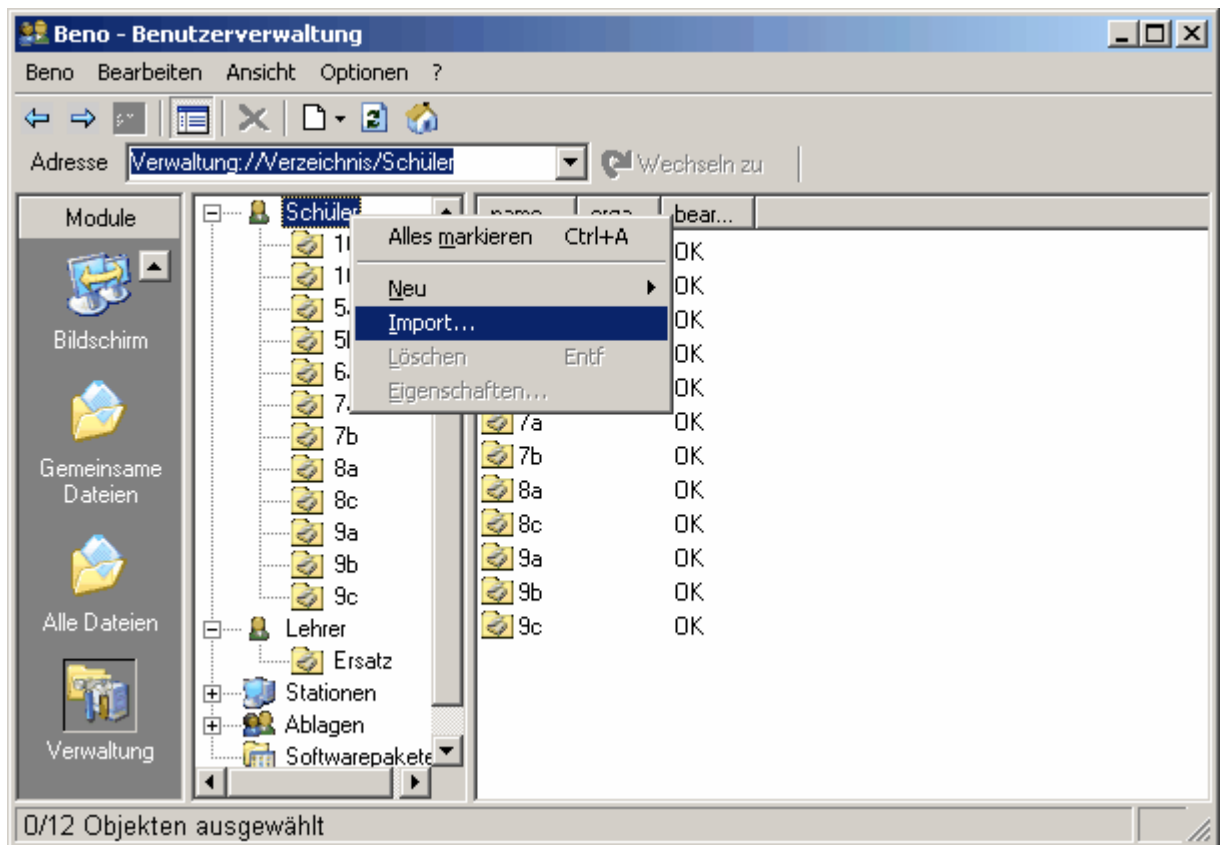 Beno - Benutzerverwaltung
Beno Bearbeiten Ansicht Optionen ?
Adresse Verwaltung://Verzeichnis/Schüler Wechseln zu
Module
Bildschirm
Gemeinsame
Dateien
Alle Dateien
Verwaltung
Schüler
7b
8a
8c
9a
9b
9c
Lehrer
Ersatz
Stationen
Ablagen
Softwarepakete
Alles markieren Ctrl+A
Neu
Import...
Löschen Entf
Eigenschaften...
name orga bear...
OK
OK
OK
OK
OK
7a OK
7b OK
8a OK
8c OK
9a OK
9b OK
9c OK
0/12 Objekten ausgewählt